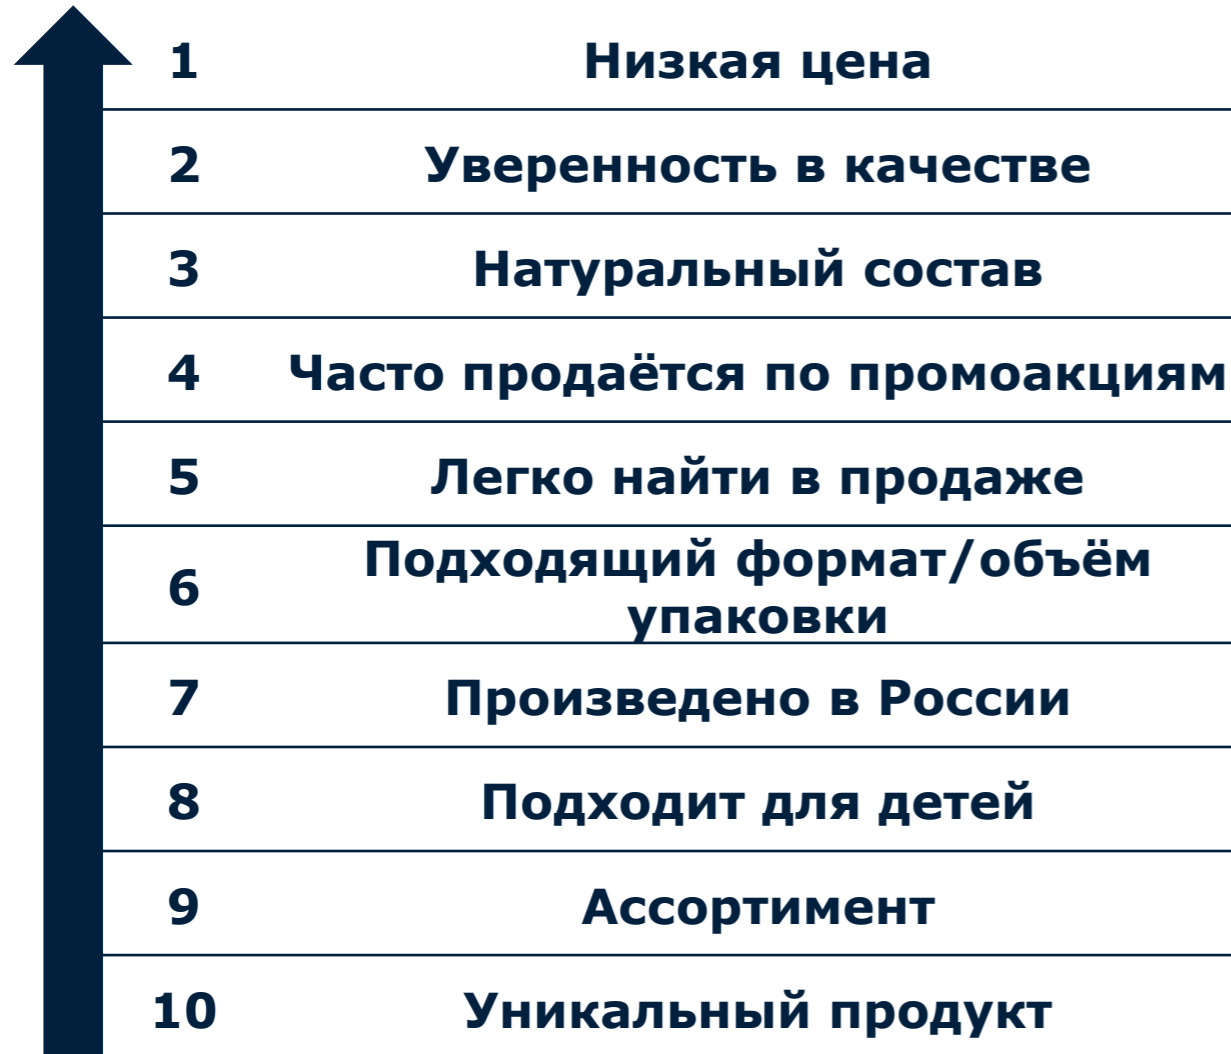 1 Низкая цена
2 Уверенность в качестве
3 Натуральный состав
4 Часто продаётся по промоакциям
5 Легко найти в продаже
6 Подходящий формат/объём
упаковки
7 Произведено в России
8 Подходит для детей
9 Ассортимент
10 Уникальный продукт